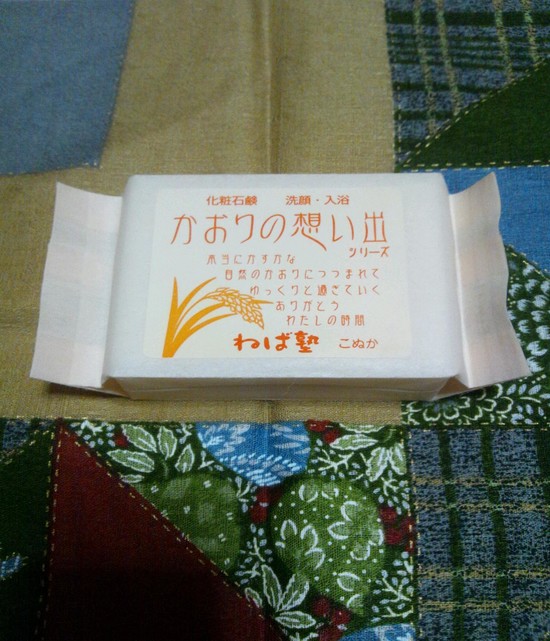 化粧石鹸 洗顔・入浴
かおりの想い出
シリーズ
本当にかすかな
自然のかおりにつつまれて
ゆっくりと過ぎていく
ありがとう
わたしの時間
ねば塾 こぬか